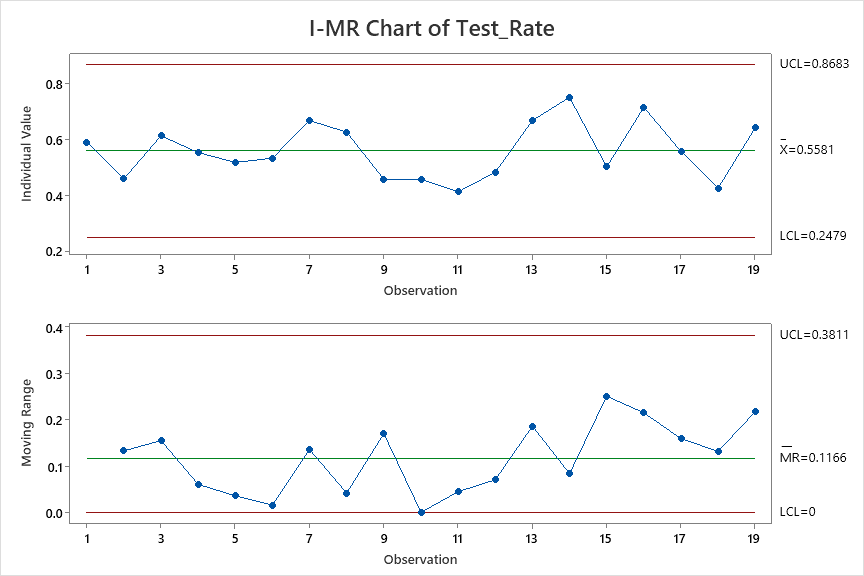 I-MR Chart of Test_Rate
UCL=0.8683
0.8
Individual Value
0.6
X̄=0.5581
0.4
LCL=0.2479
0.2
1 3 5 7 9 11 13 15 17 19
Observation
0.4
UCL=0.3811
0.3
Moving Range
0.2
M̅R̅=0.1166
0.1
LCL=0
0.0
1 3 5 7 9 11 13 15 17 19
Observation